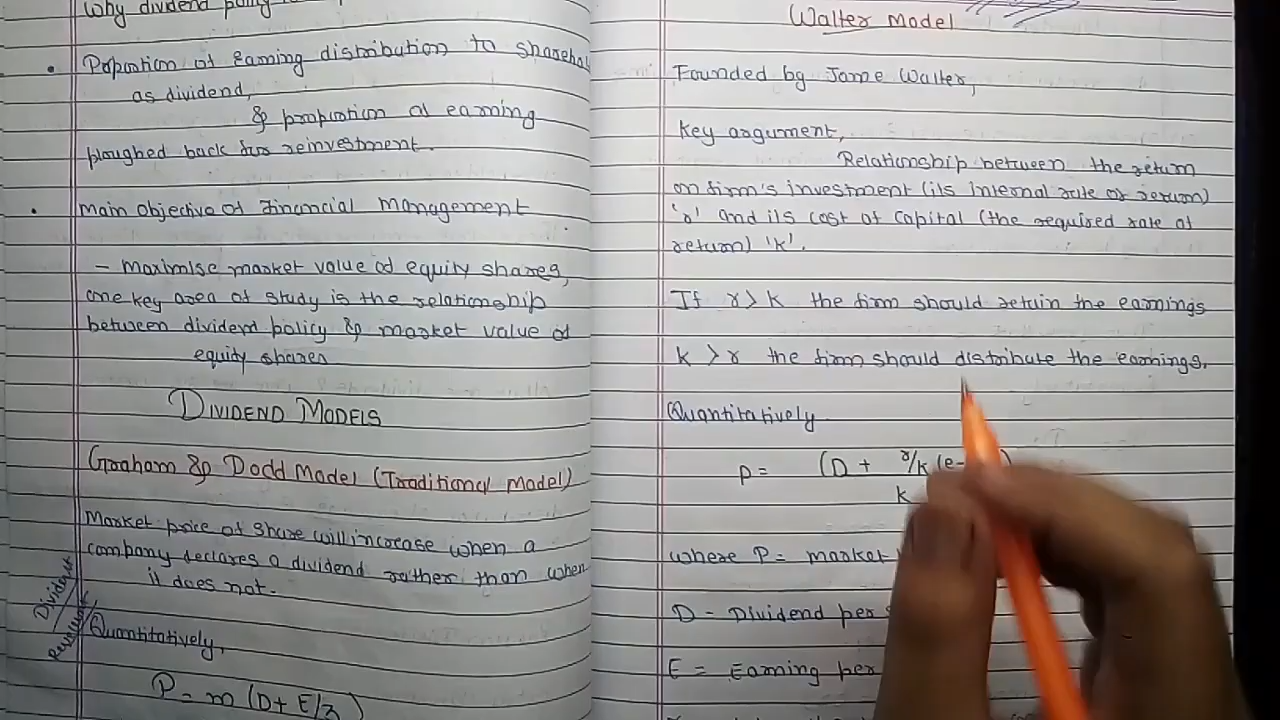 Why dividend policy
• Poportion of Earning distribution to shareho
as dividend,
& proportion of earning
ploughed back for reinvestment.
• Main Objective of Financial Management
- Maximise market value of equity shares,
one key area of study is the relationship
between dividend policy & market value of
equity shares
DIVIDEND MODELS
Graham & Dodd Model (Traditional Model)
Market price of share will increase when a
company declares a dividend rather than when
it does not.
Dividend
Quantitatively,
P = m (D+ E/3)
Walter Model
Founded by Jame Walter,
Key argument,
Relationship between the return
on firm's investment (its internal rate of return)
'r' and its cost of Capital (the required rate of
return) 'k'.
If r > k the firm should retain the earnings
k > r the firm should distribute the earnings.
Quantitatively
P = (D + r/k (e-
k
where P = market
D - Dividend per
E = Earning per